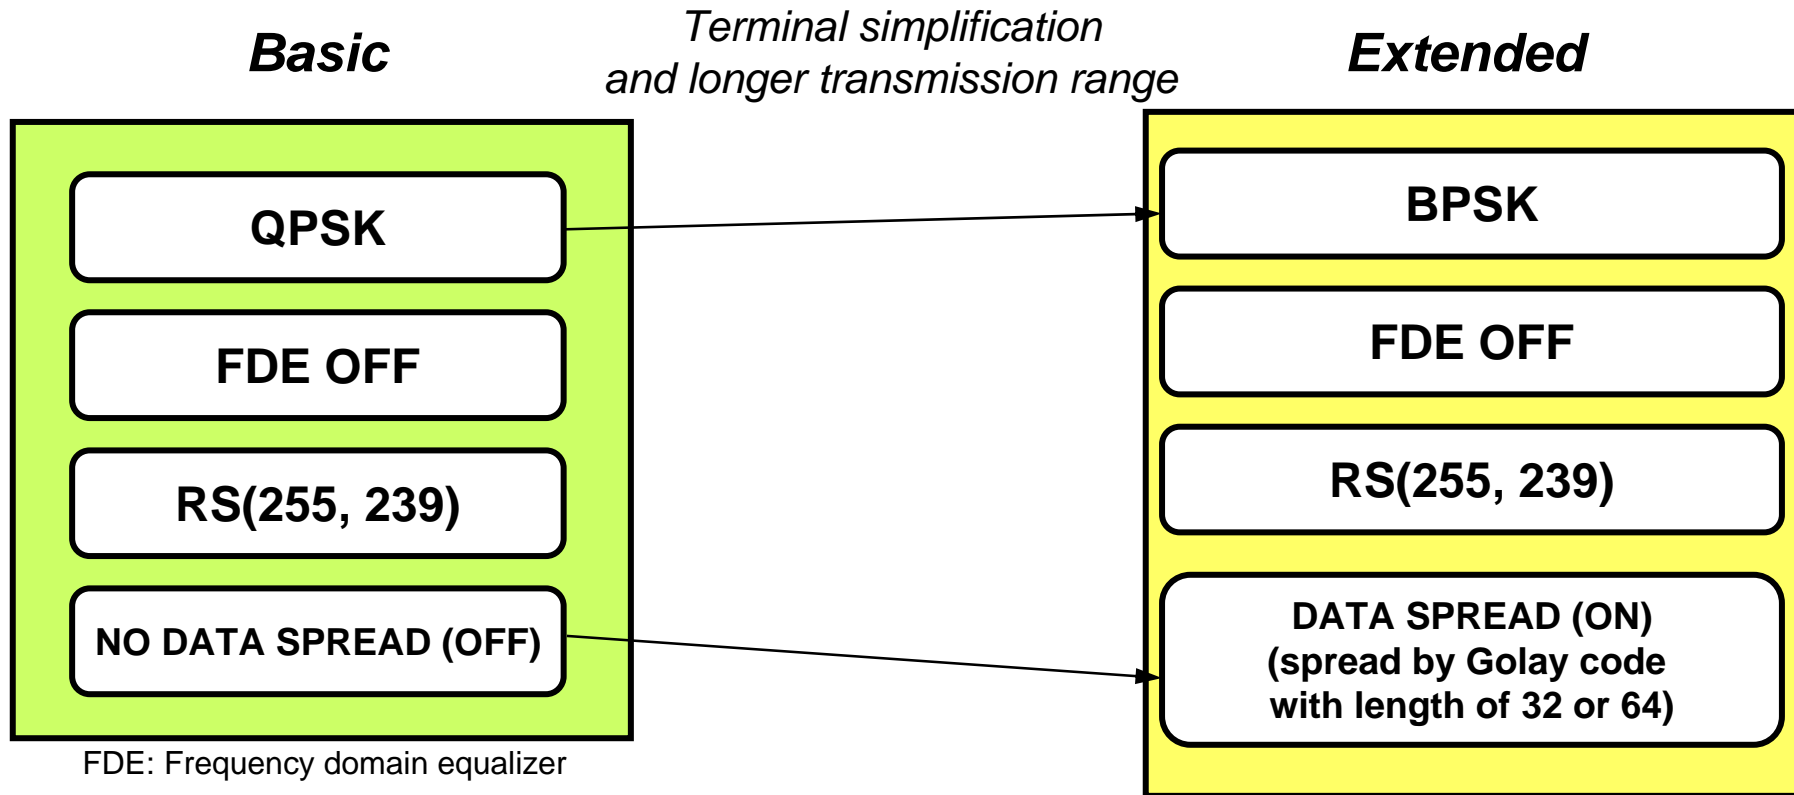 Basic
Terminal simplification
and longer transmission range
Extended
QPSK
FDE OFF
RS(255, 239)
NO DATA SPREAD (OFF)
FDE: Frequency domain equalizer
BPSK
FDE OFF
RS(255, 239)
DATA SPREAD (ON)
(spread by Golay code
with length of 32 or 64)